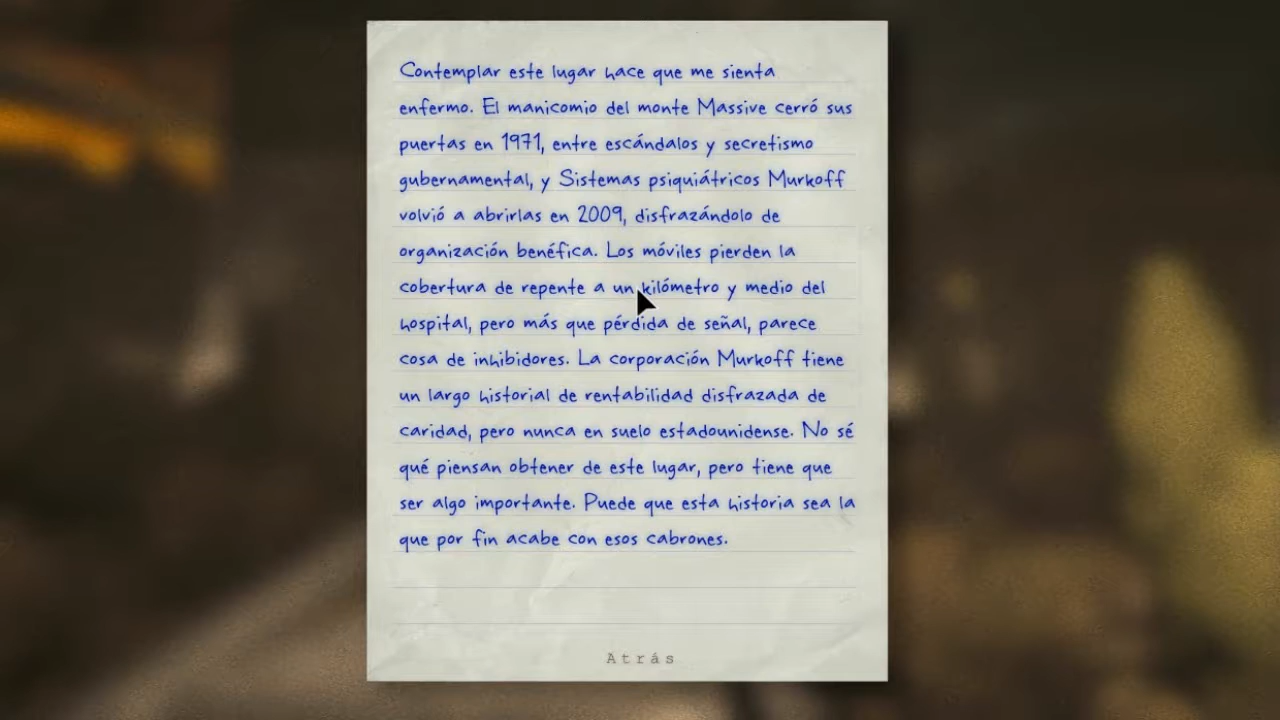 Contemplar este lugar hace que me sienta
enfermo. El manicomio del monte Massive cerró sus
puertas en 1971, entre escándalos y secretismo
gubernamental, y Sistemas psiquiátricos Murkoff
volvió a abrirlas en 2009, disfrazándolo de
organización benéfica. Los móviles pierden la
cobertura de repente a un kilómetro y medio del
hospital, pero más que pérdida de señal, parece
cosa de inhibidores. La corporación Murkoff tiene
un largo historial de rentabilidad disfrazada de
caridad, pero nunca en suelo estadounidense. No sé
qué piensan obtener de este lugar, pero tiene que
ser algo importante. Puede que esta historia sea la
que por fin acabe con esos cabrones.
Atrás